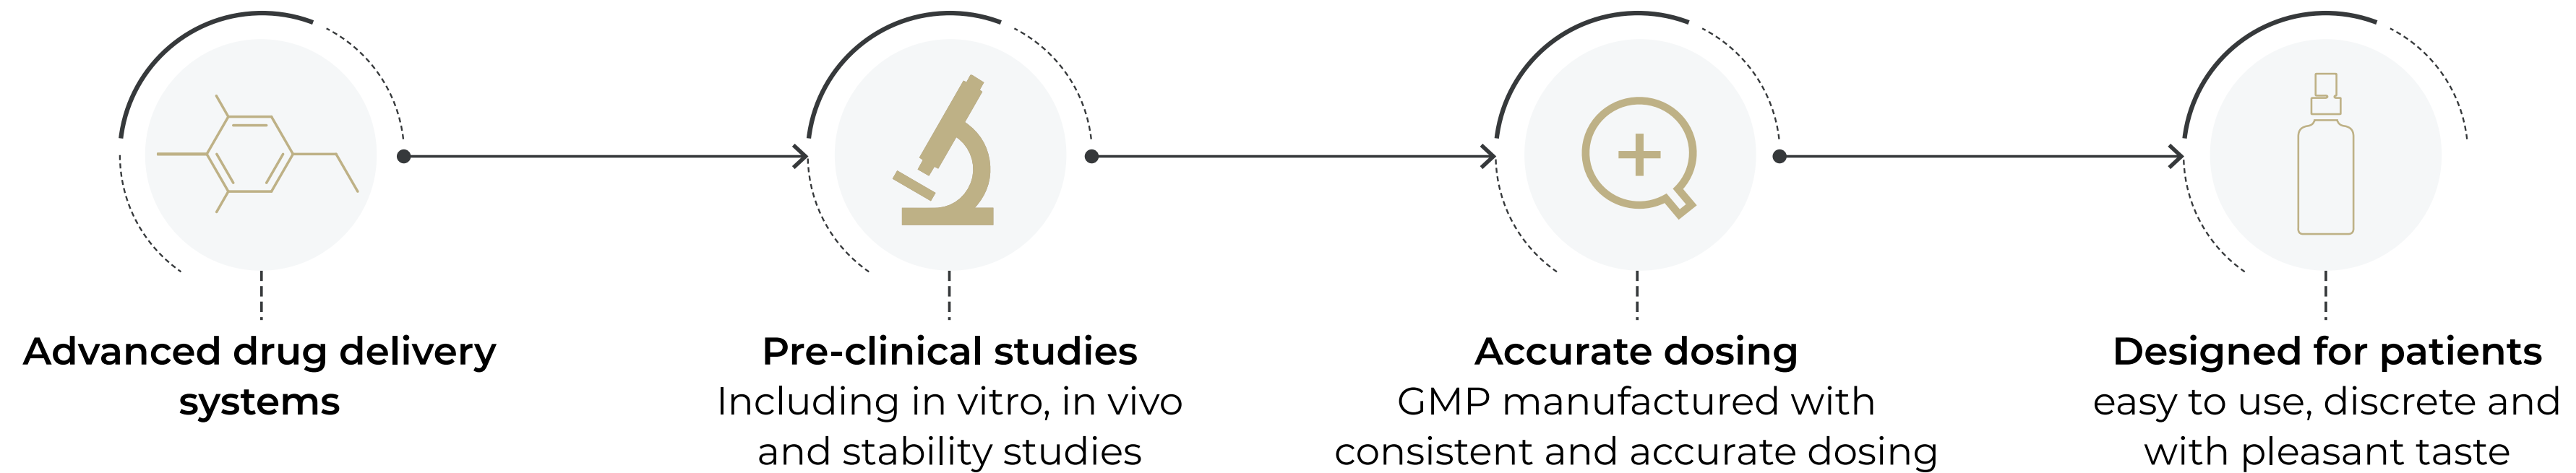 Advanced drug delivery
systems
Pre-clinical studies
Including in vitro, in vivo
and stability studies
Accurate dosing
GMP manufactured with
consistent and accurate dosing
Designed for patients
easy to use, discrete and
with pleasant taste